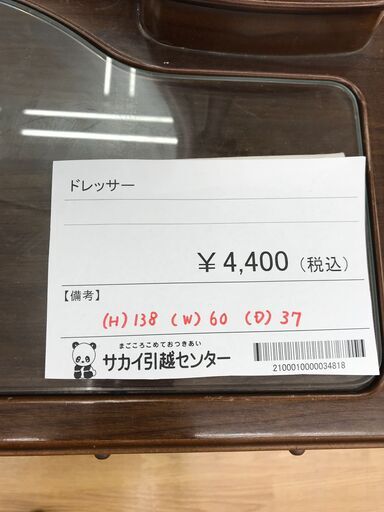 ドレッサー
￥4,400（税込）
【備考】
(H) 138 (W) 60 (D) 37
まごころこめておつきあい
サカイ引越センター
2100010000034818